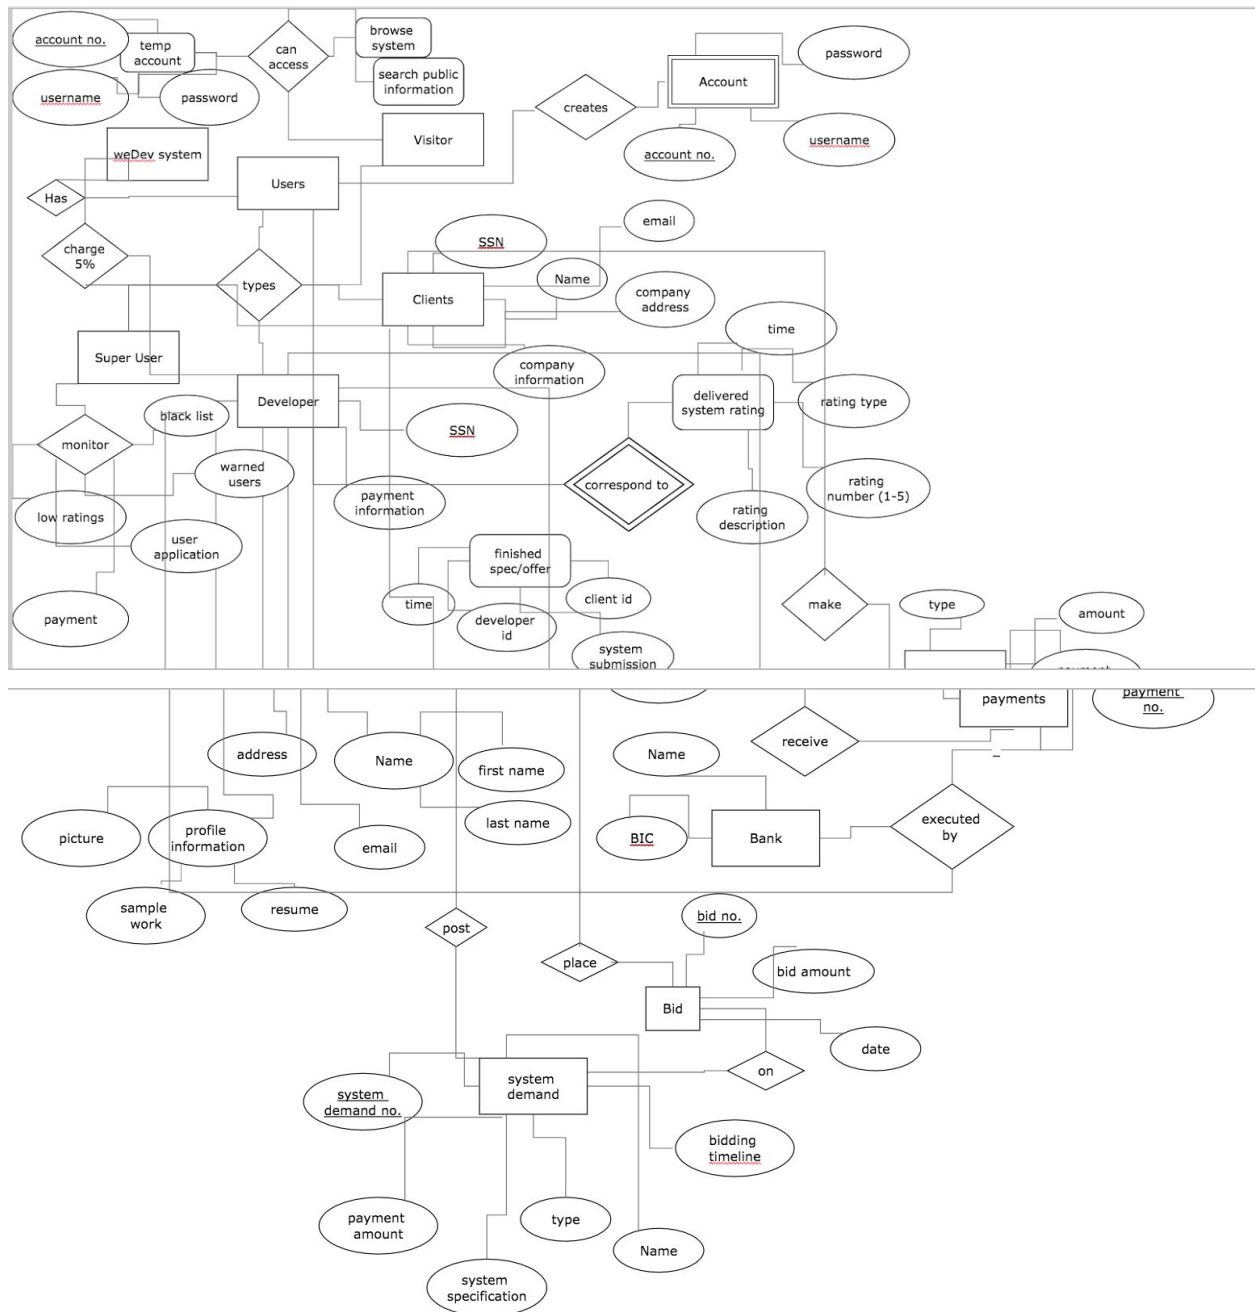 account no.
temp
account
can
access
browse
system
search public
information
username
password
weDev system
Visitor
Users
Has
creates
Account
password
account no.
username
charge
5%
types
SSN
email
Name
Clients
company
address
company
information
Super User
Developer
time
delivered
system rating
rating type
black list
monitor
SSN
warned
users
payment
information
correspond to
rating
number (1-5)
rating
description
low ratings
user
application
finished
spec/offer
client id
time
developer
id
system
submission
payment
make
type
amount
payment
payments
payment
no.
receive
address
Name
first name
last name
Name
BIC
Bank
executed
by
picture
profile
information
email
sample
work
resume
post
place
bid no.
bid amount
Bid
date
on
system
demand
system
demand no.
bidding
timeline
payment
amount
type
Name
system
specification